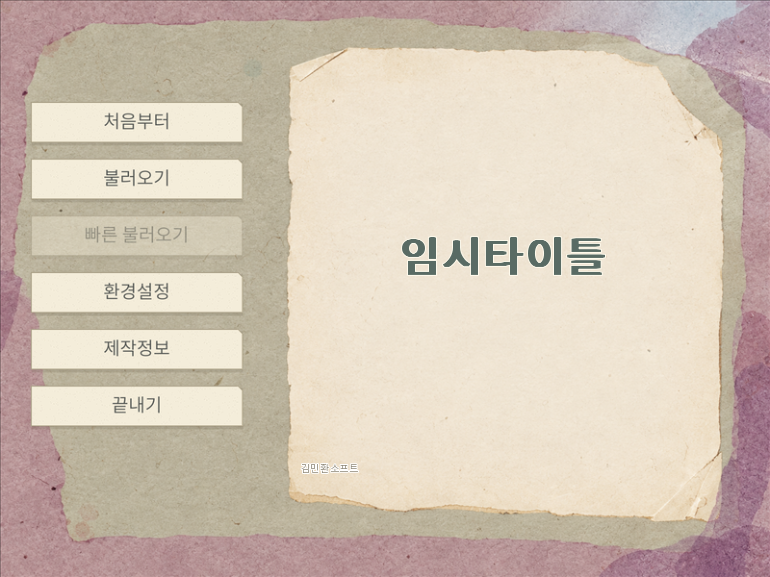 처음부터
불러오기
빠른 불러오기
환경설정
제작정보
끝내기
임시타이틀
김민환소프트